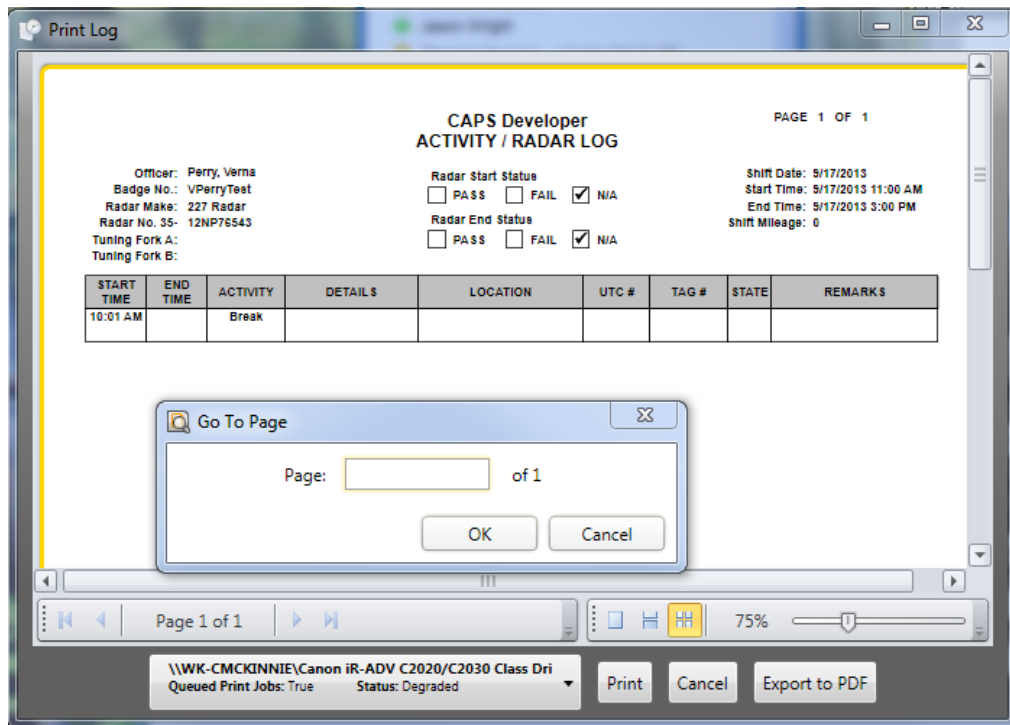 Print Log
CAPS Developer
ACTIVITY / RADAR LOG
PAGE 1 OF 1
Officer: Perry, Verna
Badge No.: VPerryTest
Radar Make: 227 Radar
Radar No. 35- 12NP76543
Tuning Fork A:
Tuning Fork B:
Radar Start Status
PASS FAIL N/A
Radar End Status
PASS FAIL N/A
Shift Date: 9/17/2013
Start Time: 9/17/2013 11:00 AM
End Time: 9/17/2013 3:00 PM
Shift Mileage: 0
START TIME END TIME ACTIVITY DETAILS LOCATION UTC # TAG # STATE REMARKS
10:01 AM Break
Go To Page
Page: of 1
OK Cancel
Page 1 of 1 75%
\\WK-CMCKINNIE\Canon iR-ADV C2020/C2030 Class Dri
Queued Print Jobs: True Status: Degraded
Print Cancel Export to PDF